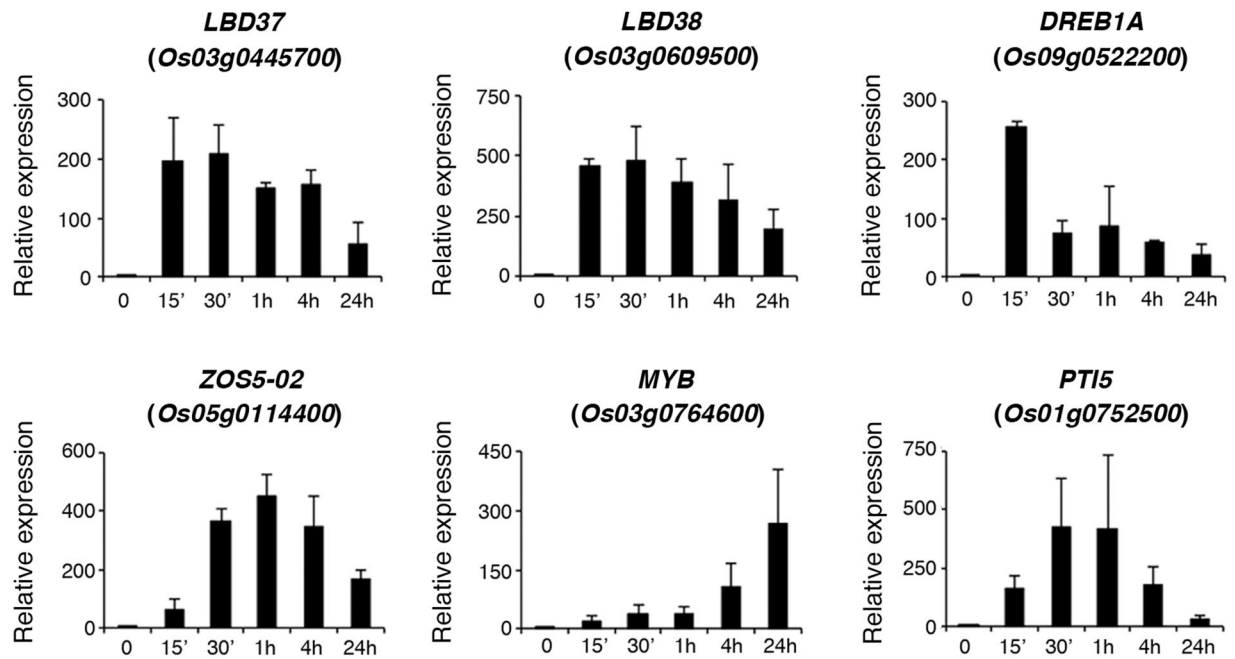 LBD37
(Os03g0445700)
Relative expression
300
200
100
0
0 15’ 30’ 1h 4h 24h
LBD38
(Os03g0609500)
Relative expression
750
500
250
0
0 15’ 30’ 1h 4h 24h
DREB1A
(Os09g0522200)
Relative expression
300
200
100
0
0 15’ 30’ 1h 4h 24h
ZOS5-02
(Os05g0114400)
Relative expression
600
400
200
0
0 15’ 30’ 1h 4h 24h
MYB
(Os03g0764600)
Relative expression
450
300
150
0
0 15’ 30’ 1h 4h 24h
PTI5
(Os01g0752500)
Relative expression
750
500
250
0
0 15’ 30’ 1h 4h 24h